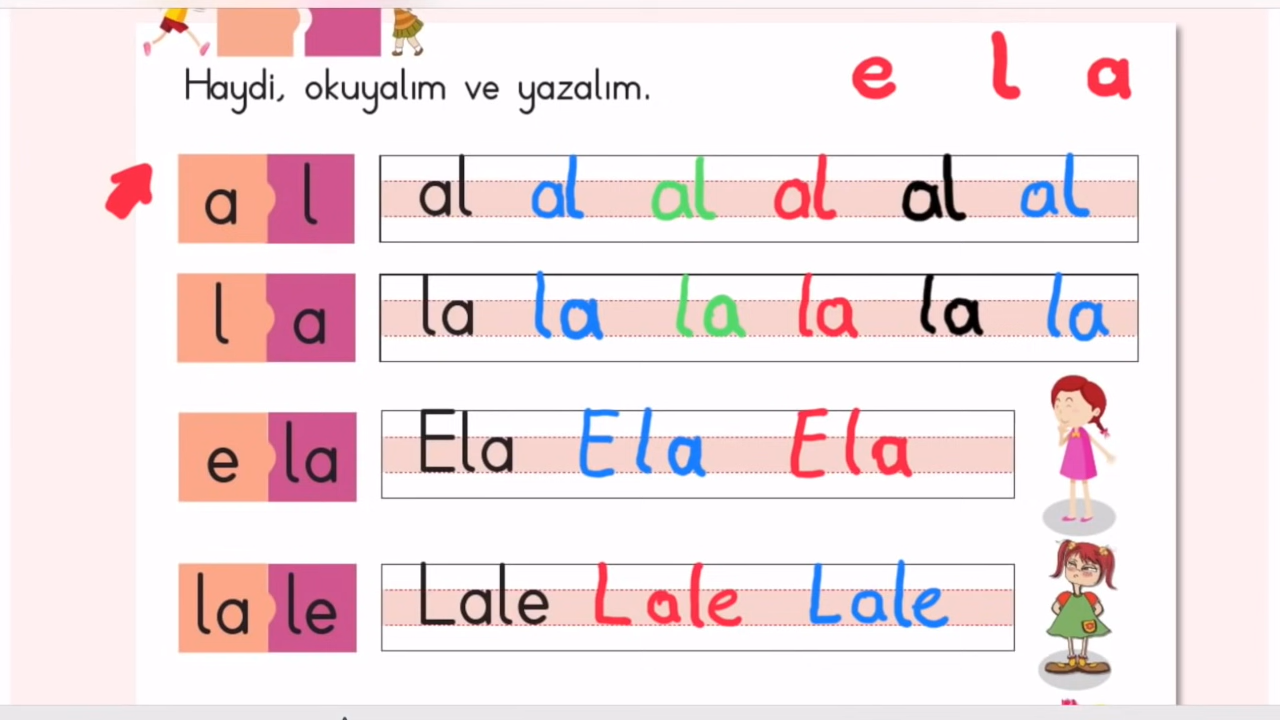 e l a
Haydi, okuyalım ve yazalım.
a l al al al al al al
l a la la la la la la
e la Ela Ela Ela
la le Lale Lale Lale